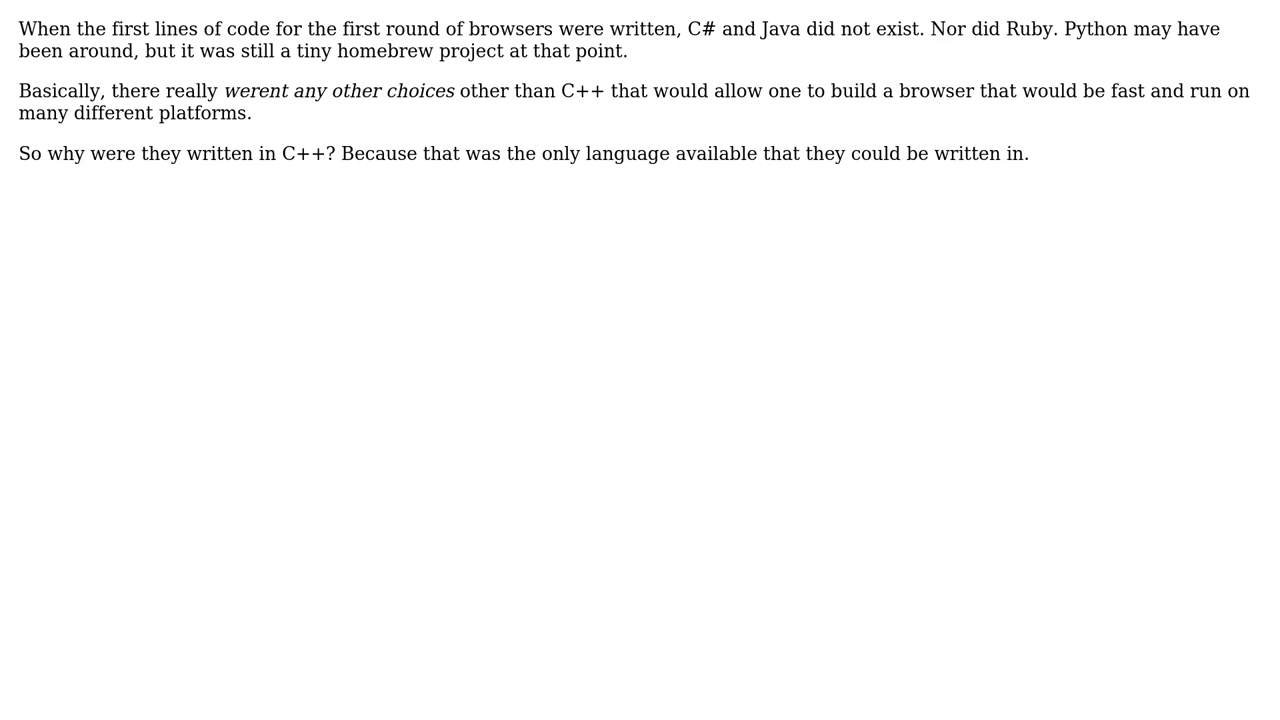 When the first lines of code for the first round of browsers were written, C# and Java did not exist. Nor did Ruby. Python may have
been around, but it was still a tiny homebrew project at that point.
Basically, there really werent any other choices other than C++ that would allow one to build a browser that would be fast and run on
many different platforms.
So why were they written in C++? Because that was the only language available that they could be written in.